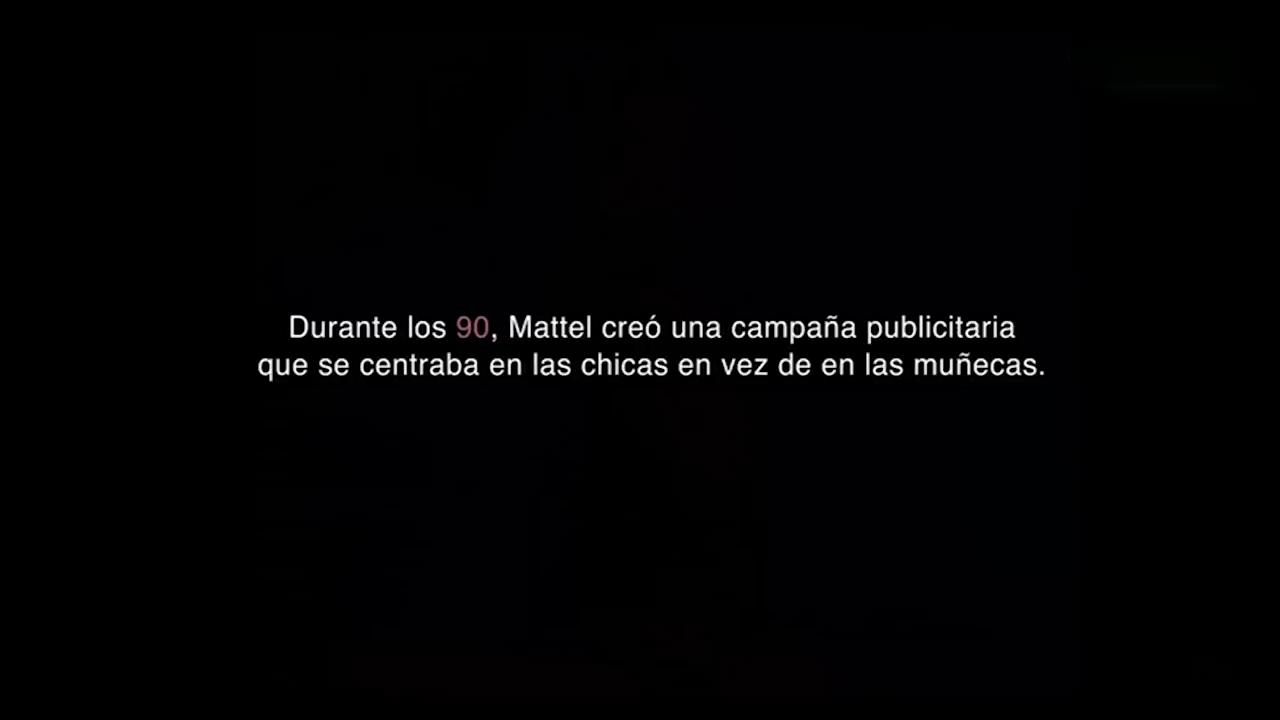 Durante los 90, Mattel creó una campaña publicitaria
que se centraba en las chicas en vez de en las muñecas.